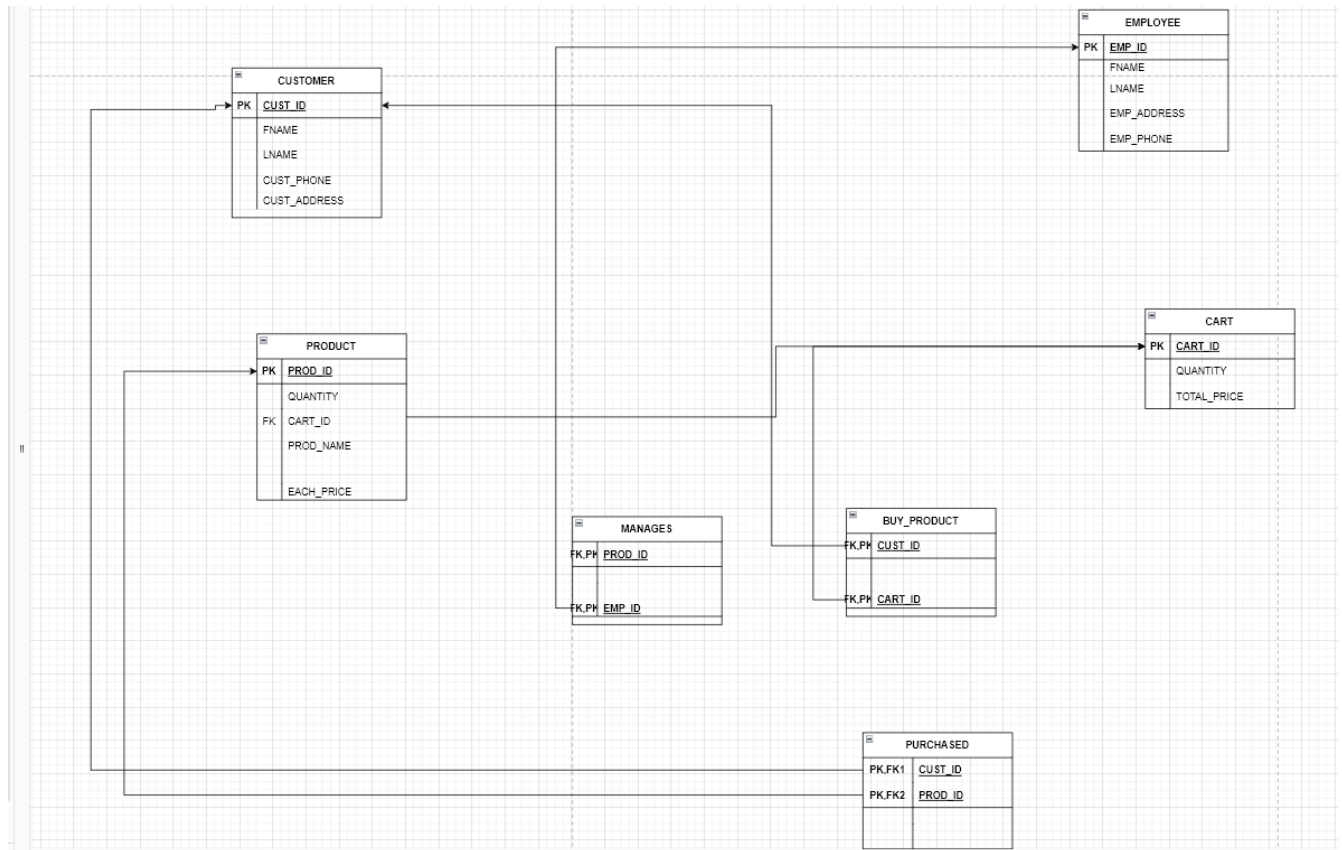 EMPLOYEE
PK EMP_ID
FNAME
LNAME
EMP_ADDRESS
EMP_PHONE
CUSTOMER
PK CUST_ID
FNAME
LNAME
CUST_PHONE
CUST_ADDRESS
CART
PK CART_ID
QUANTITY
TOTAL_PRICE
PRODUCT
PK PROD_ID
QUANTITY
FK CART_ID
PROD_NAME
EACH_PRICE
MANAGES
FK,PK PROD_ID
FK,PK EMP_ID
BUY_PRODUCT
FK,PK CUST_ID
FK,PK CART_ID
PURCHASED
PK,FK1 CUST_ID
PK,FK2 PROD_ID